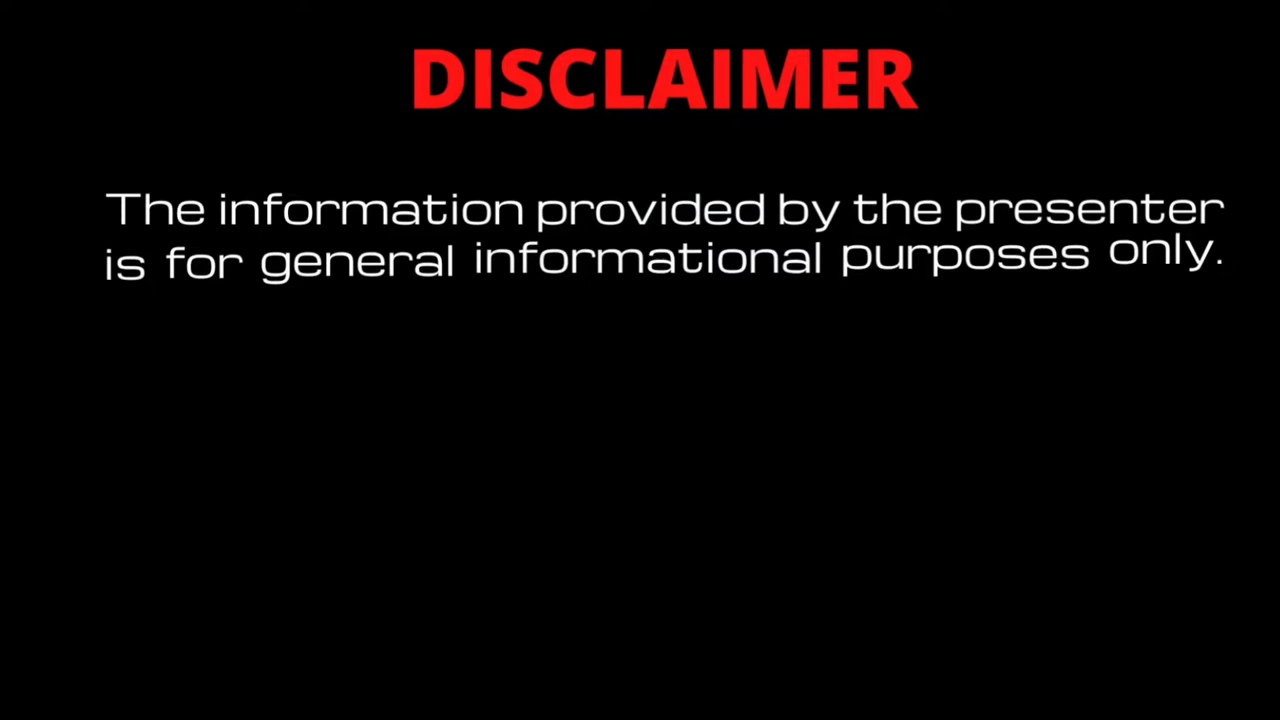 DISCLAIMER
The information provided by the presenter
is for general informational purposes only.